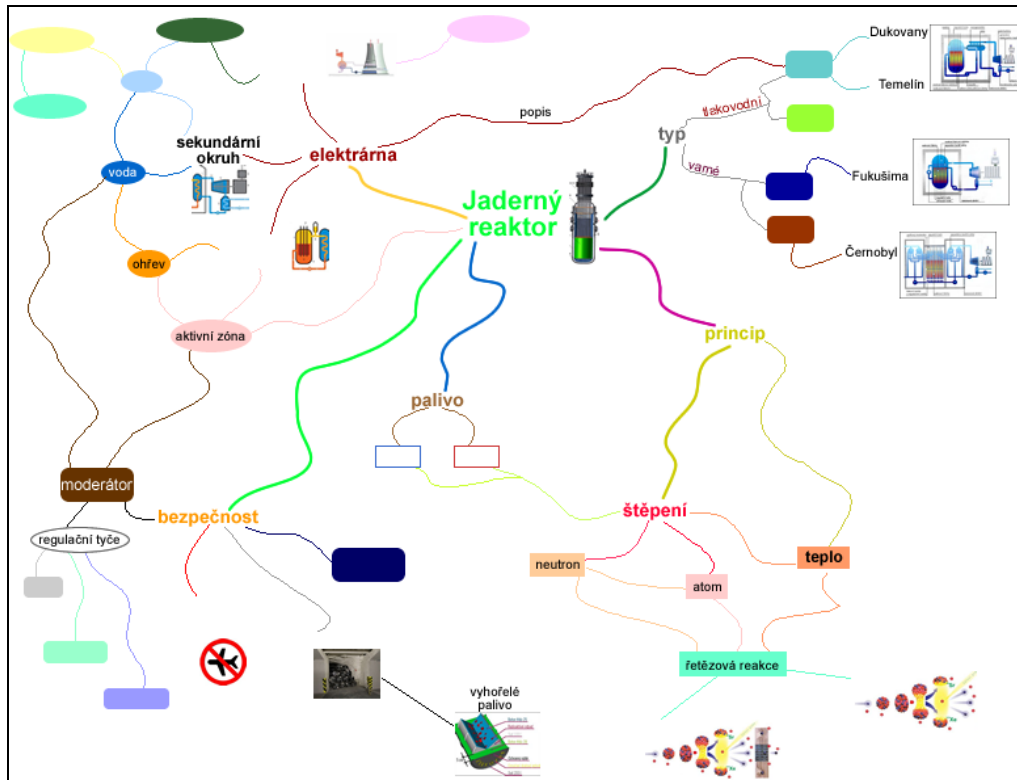 Dukovany
Temelín
popis
tlakovodní
typ
sekundární
okruh
elektrárna
varné
voda
Fukušima
Jaderný
reaktor
Černobyl
ohřev
aktivní zóna
princip
palivo
moderátor
bezpečnost
štěpení
regulační tyče
neutron
teplo
atom
řetězová reakce
vyhořelé
palivo